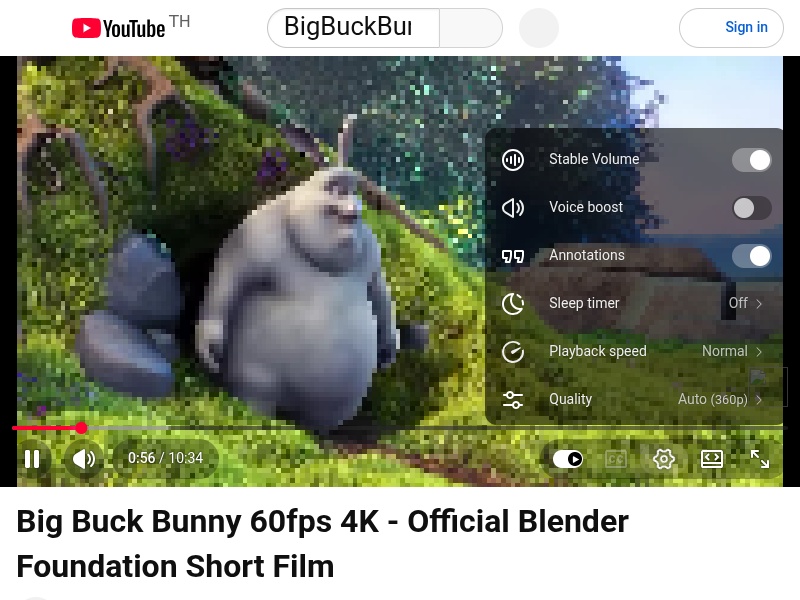 YouTube TH
BigBuckBu
Sign in
Stable Volume
Voice boost
Annotations
Sleep timer Off
Playback speed Normal
Quality Auto (360p)
0:56 / 10:34
CC
Big Buck Bunny 60fps 4K - Official Blender
Foundation Short Film